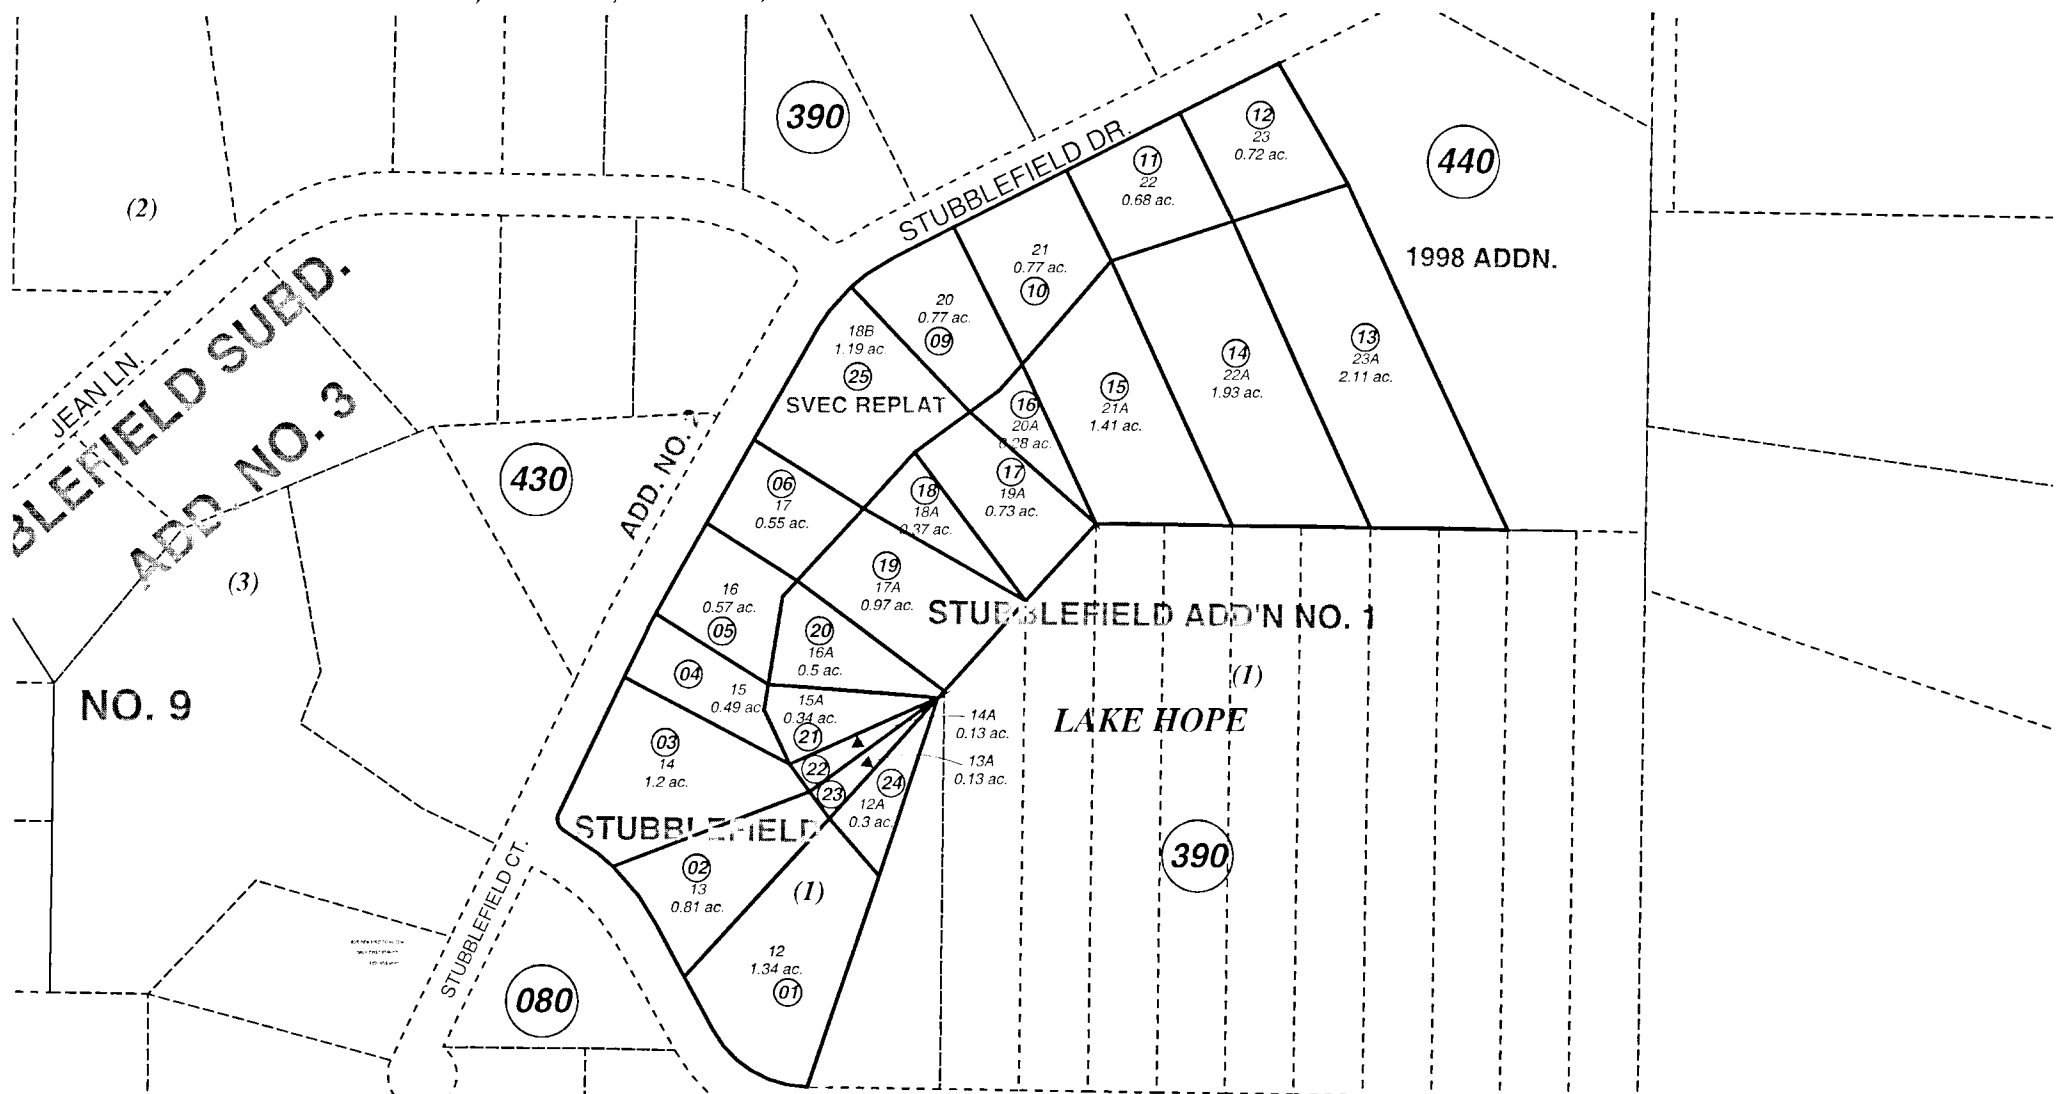 390
STUBBLEFIELD DR.
12
23
0.72 ac.
11
22
0.68 ac.
440
(2)
1998 ADDN.
21
0.77 ac.
10
20
0.77 ac.
09
18B
1.19 ac.
25
SVEC REPLAT
13
23A
2.11 ac.
14
22A
1.93 ac.
15
21A
1.41 ac.
16
20A
0.28 ac.
17
19A
0.73 ac.
18
18A
0.37 ac.
JEAN LN.
BLEFIELD SUBD.
ADD. NO. 3
ADD. NO. 2
430
06
17
0.55 ac.
19
17A
0.97 ac.
(3)
16
0.57 ac.
05
20
16A
0.5 ac.
STUBBLEFIELD ADD'N NO. 1
(1)
LAKE HOPE
04
15
0.49 ac.
15A
0.34 ac.
21
14A
0.13 ac.
13A
0.13 ac.
NO. 9
03
14
1.2 ac.
22
23
24
12A
0.3 ac.
STUBBLEFIELD
(1)
390
02
13
0.81 ac.
STUBBLEFIELD CT.
12
1.34 ac.
01
080